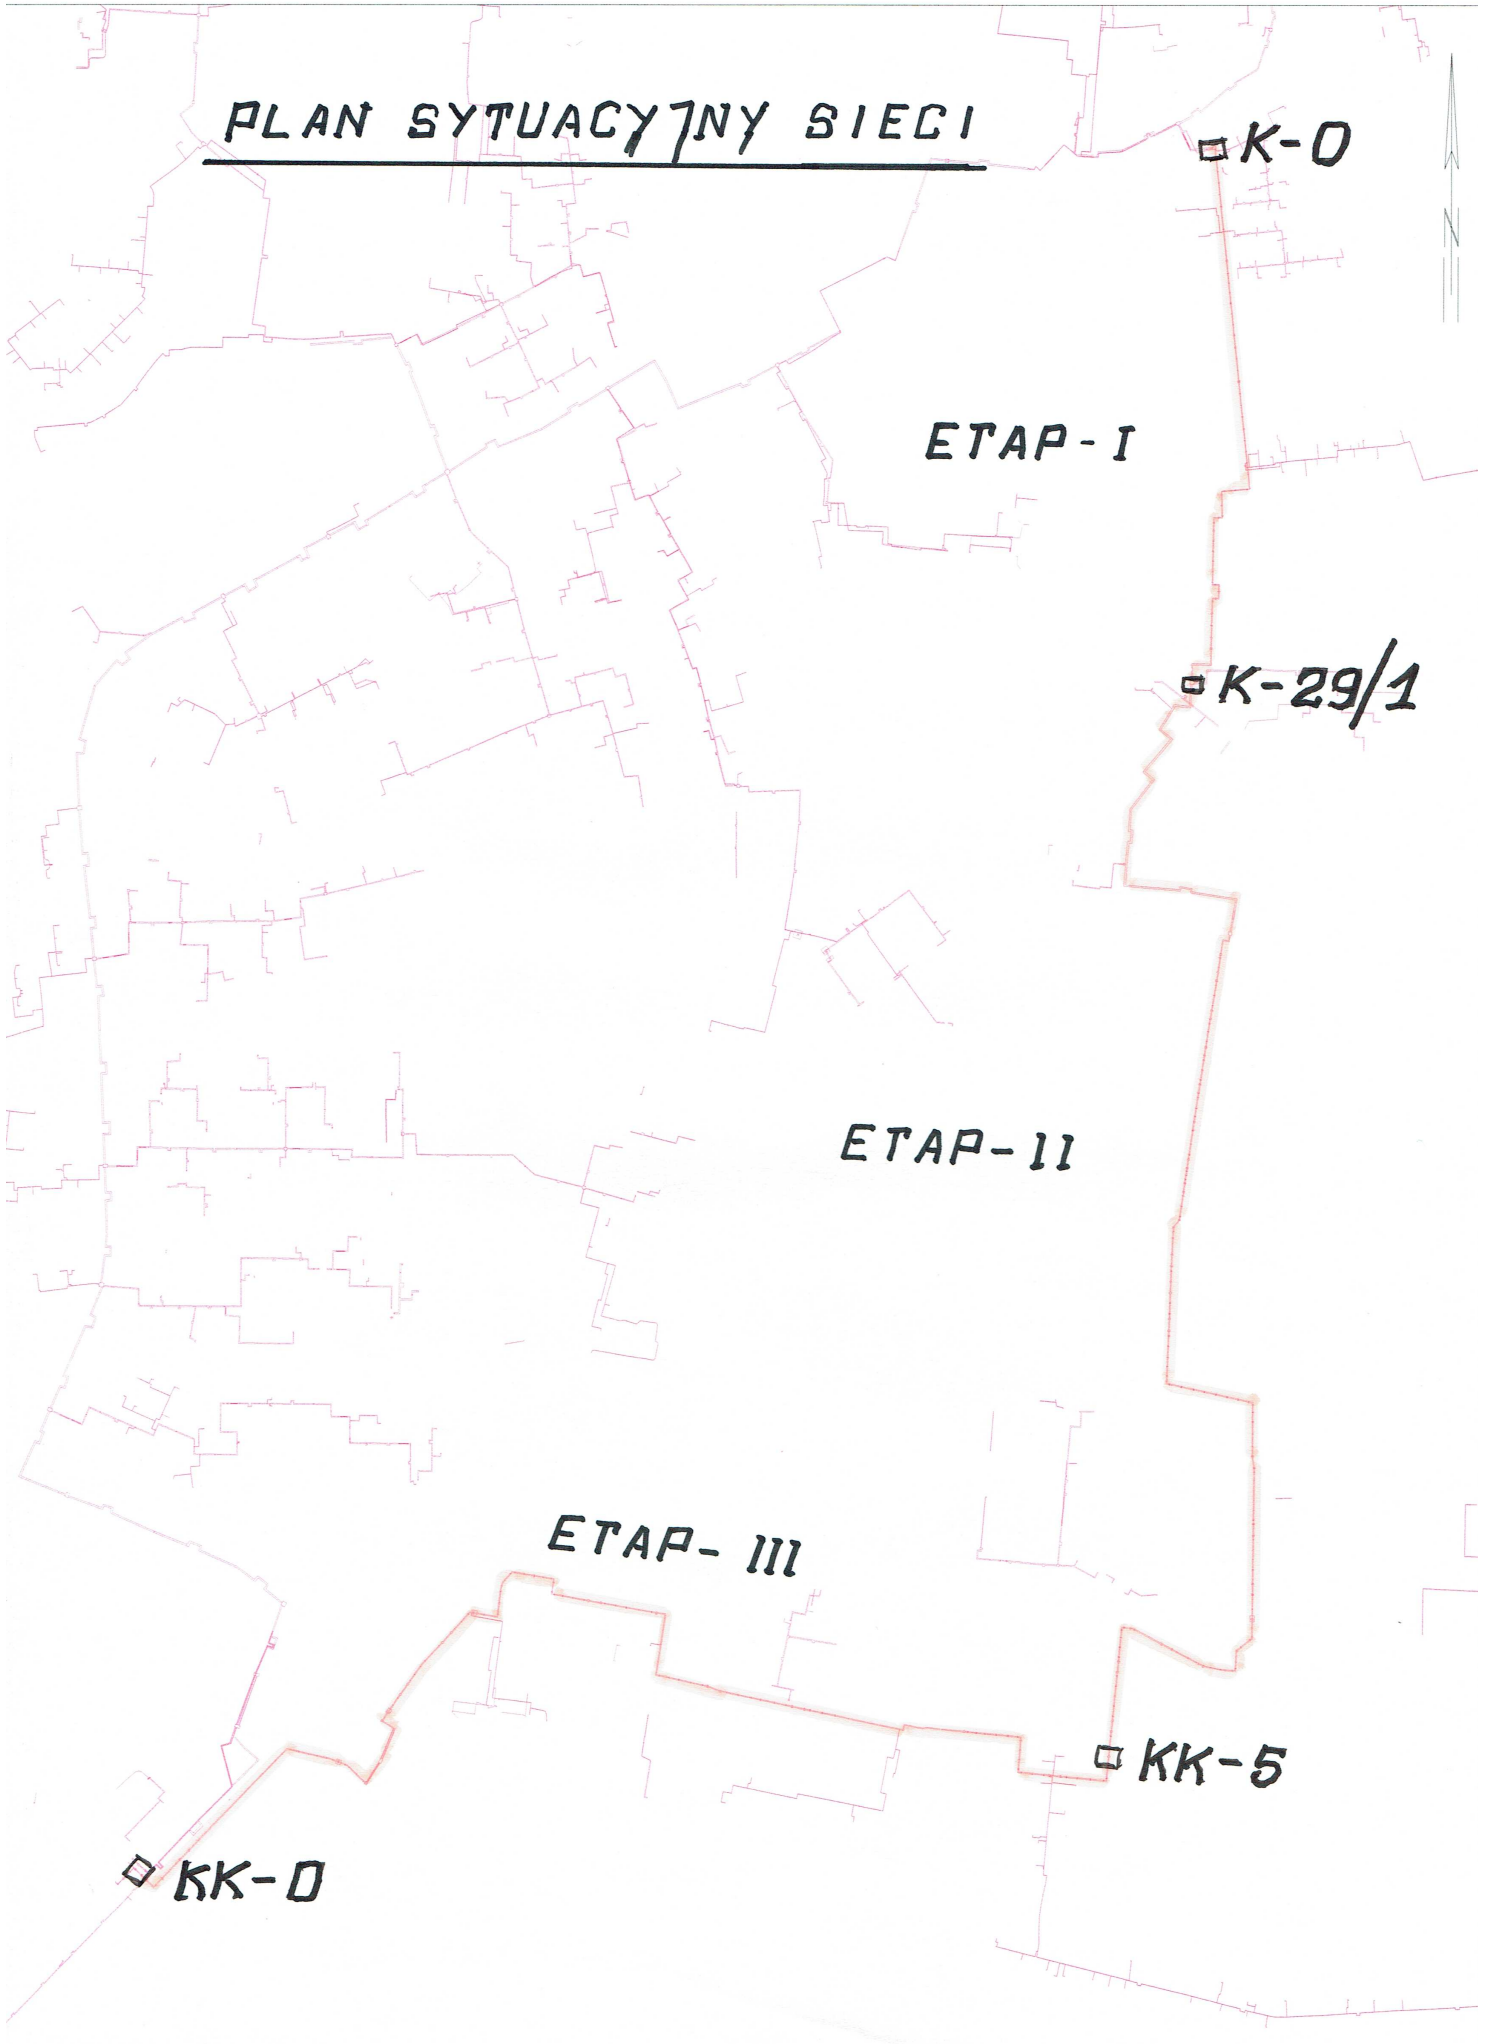 PLAN SYTUACYJNY SIECI
K-0
N
ETAP-I
K-29/1
ETAP-II
ETAP-III
KK-5
KK-0